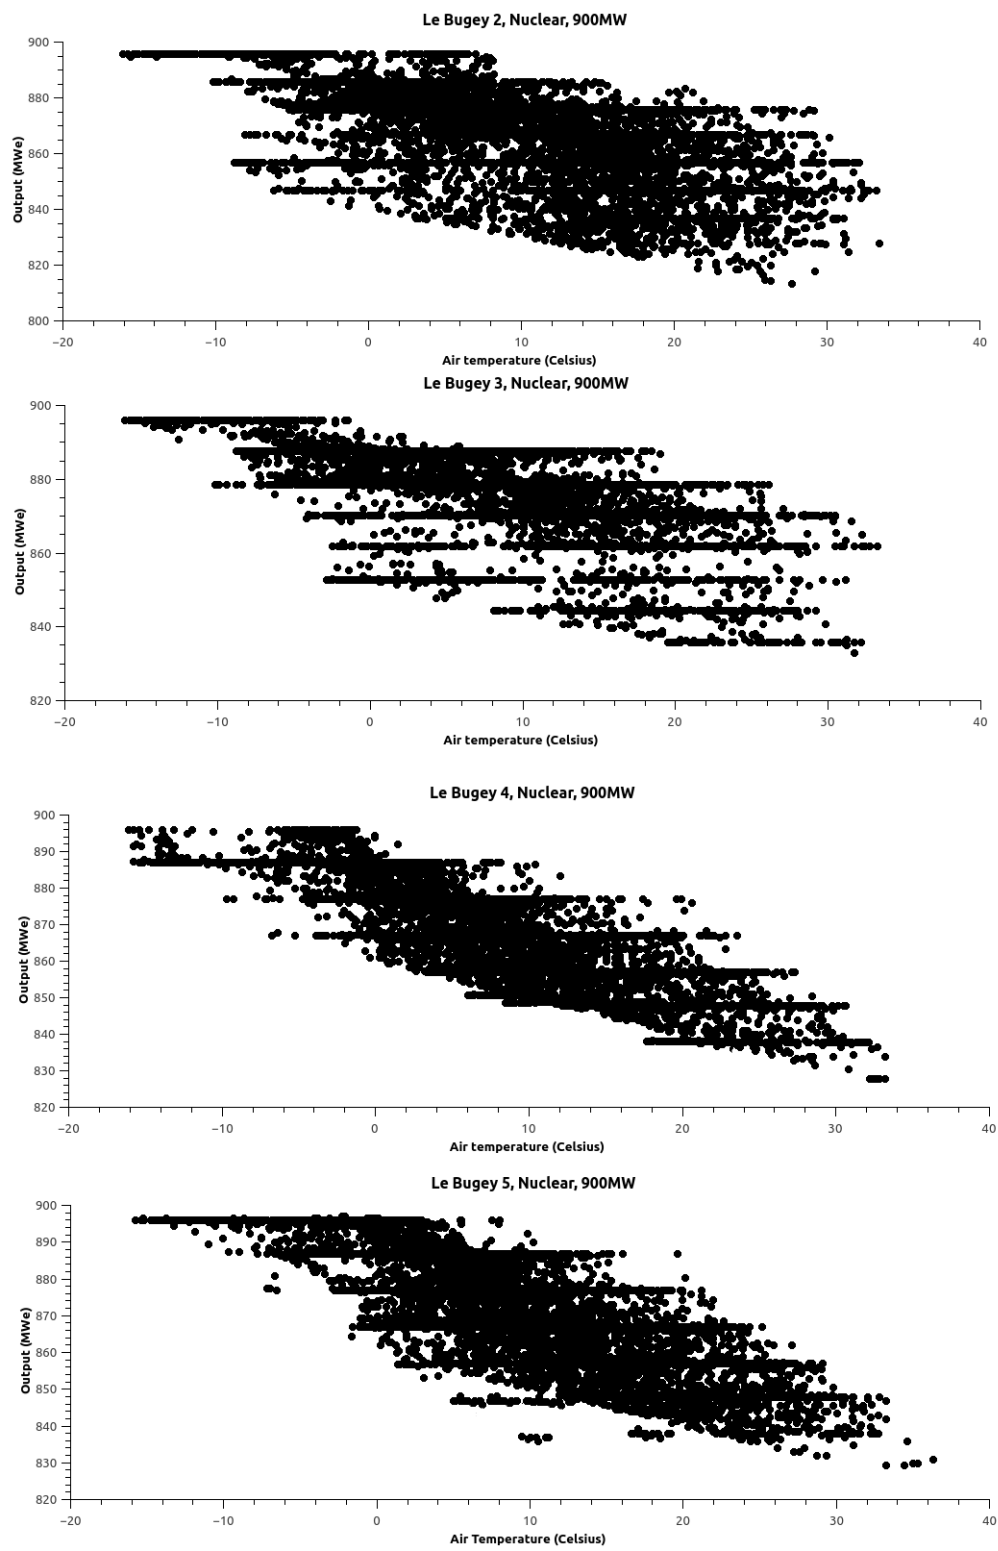 Le Bugey 2, Nuclear, 900MW
900
880
860
840
820
800
Output (MWe)
−20 −10 0 10 20 30 40
Air temperature (Celsius)
Le Bugey 3, Nuclear, 900MW
900
880
860
840
820
Output (MWe)
−20 −10 0 10 20 30 40
Air temperature (Celsius)
Le Bugey 4, Nuclear, 900MW
900
890
880
870
860
850
840
830
820
Output (MWe)
−20 −10 0 10 20 30 40
Air temperature (Celsius)
Le Bugey 5, Nuclear, 900MW
900
890
880
870
860
850
840
830
820
Output (MWe)
−20 −10 0 10 20 30 40
Air Temperature (Celsius)